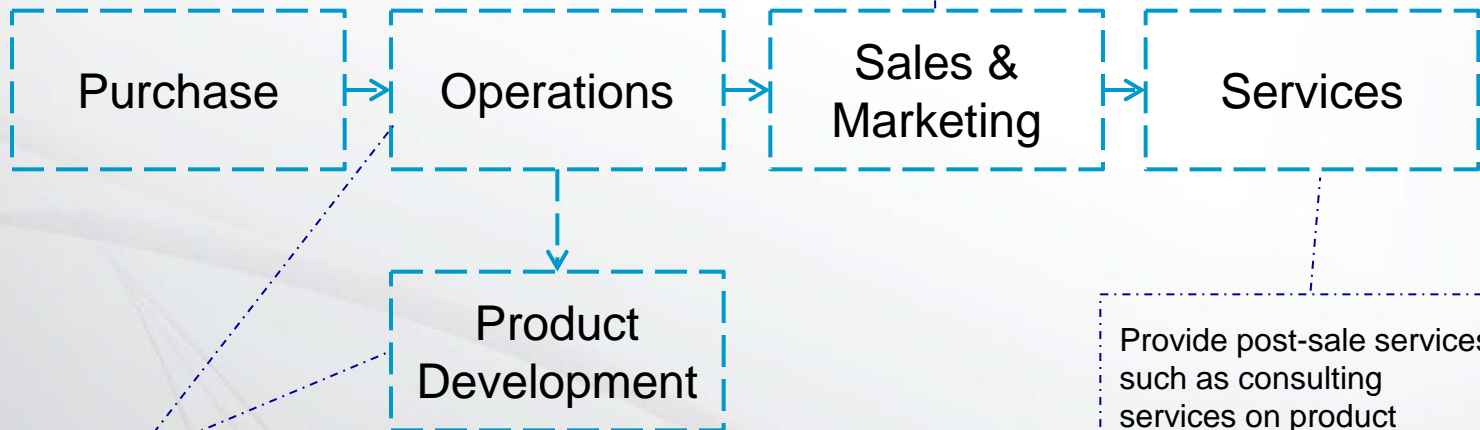 Purchase
Operations
Sales &
Marketing
Services
Product
Development
Provide post-sale services
such as consulting
services on product